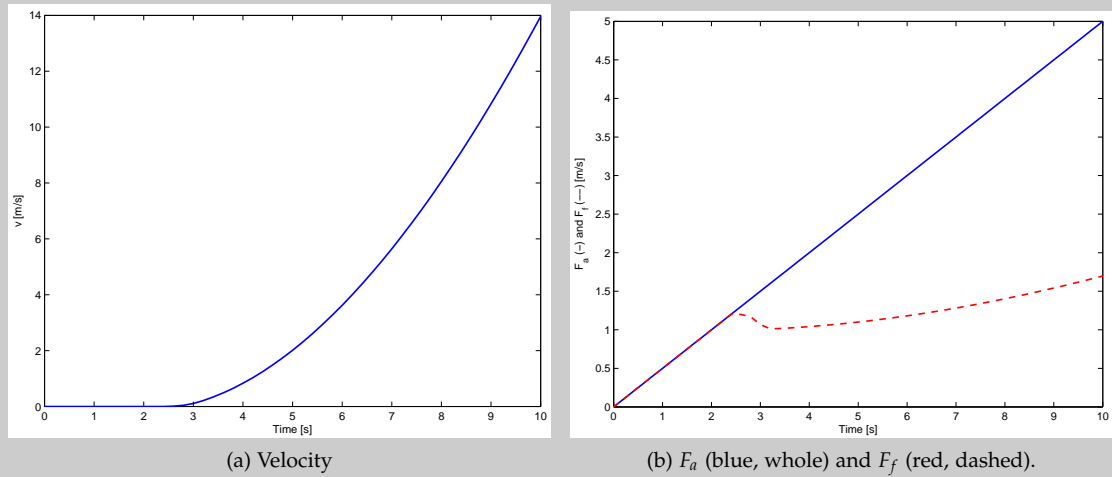 14
12
10
8
6
4
2
0
v [m/s]
0 1 2 3 4 5 6 7 8 9 10
Time [s]
(a) Velocity
5
4.5
4
3.5
3
2.5
2
1.5
1
0.5
0
F_a (–) and F_f (––) [m/s]
0 1 2 3 4 5 6 7 8 9 10
Time [s]
(b) F_a (blue, whole) and F_f (red, dashed).